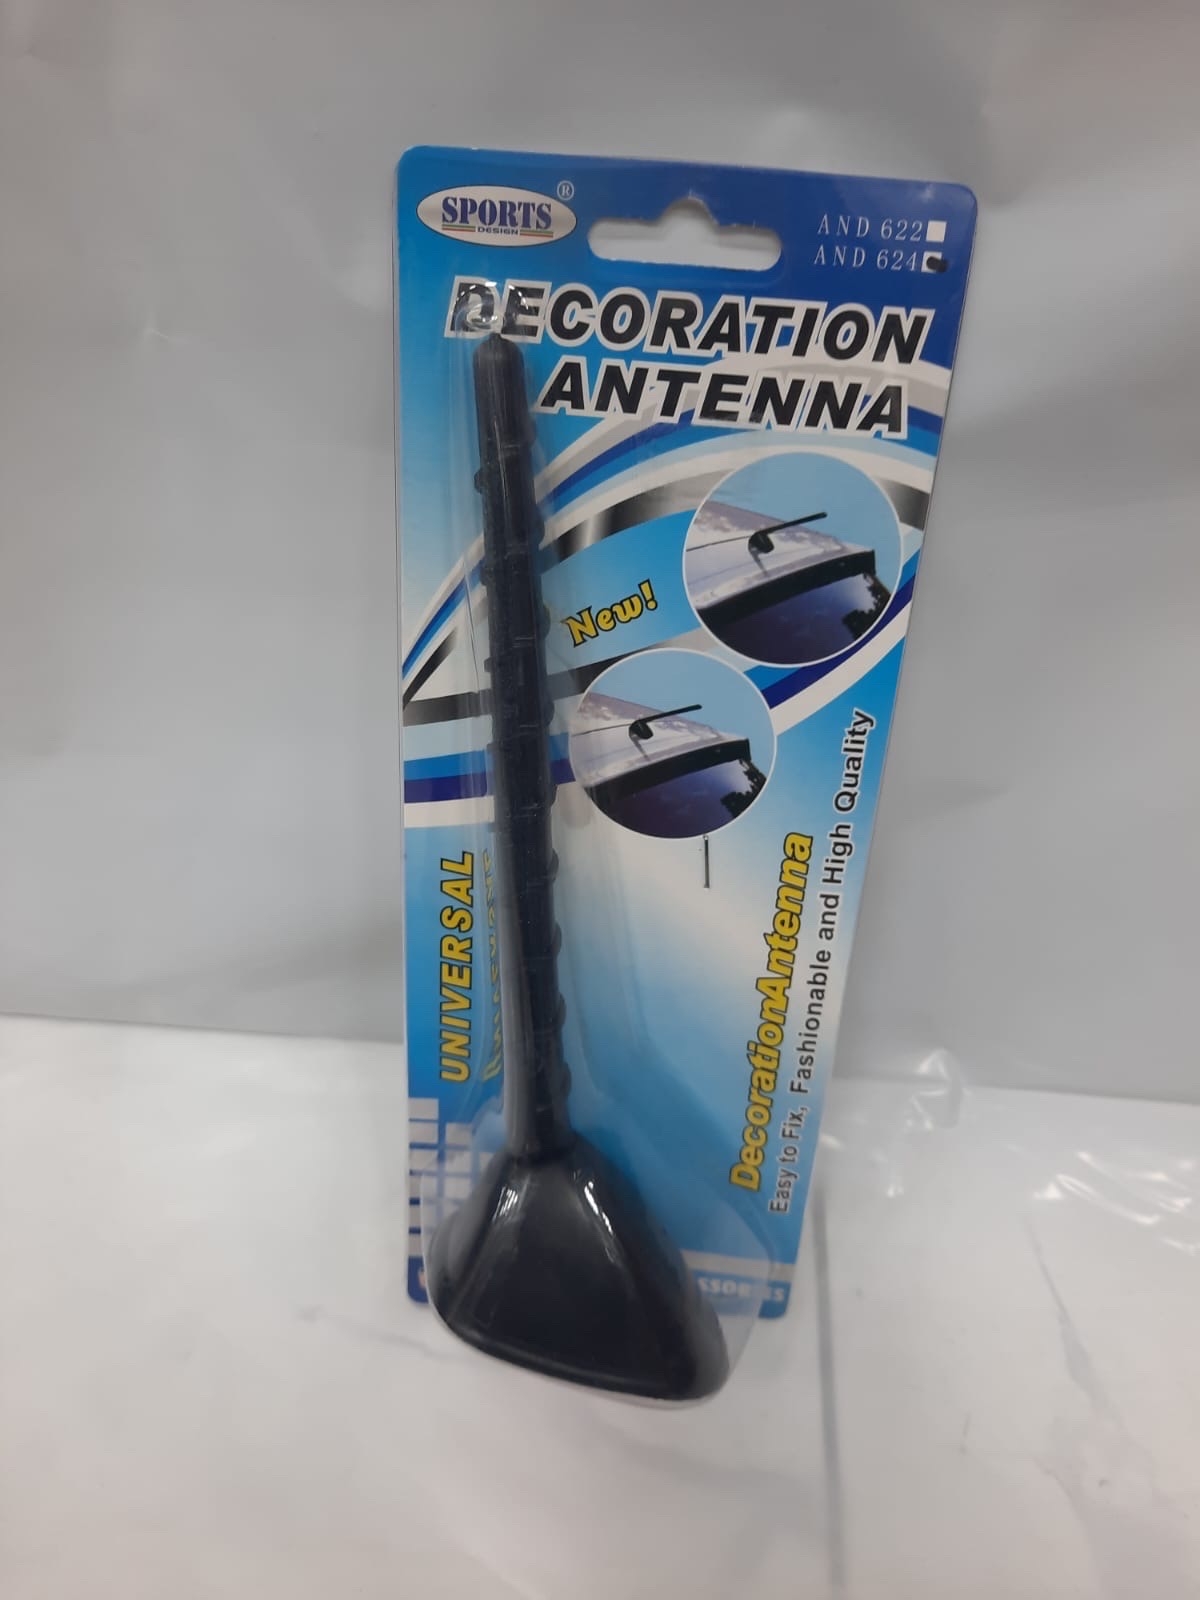 SPORTS
DESIGN
®
AND 622
AND 624
DECORATION
ANTENNA
New!
UNIVERSAL
DecorationAntenna
Easy to Fix, Fashionable and High Quality